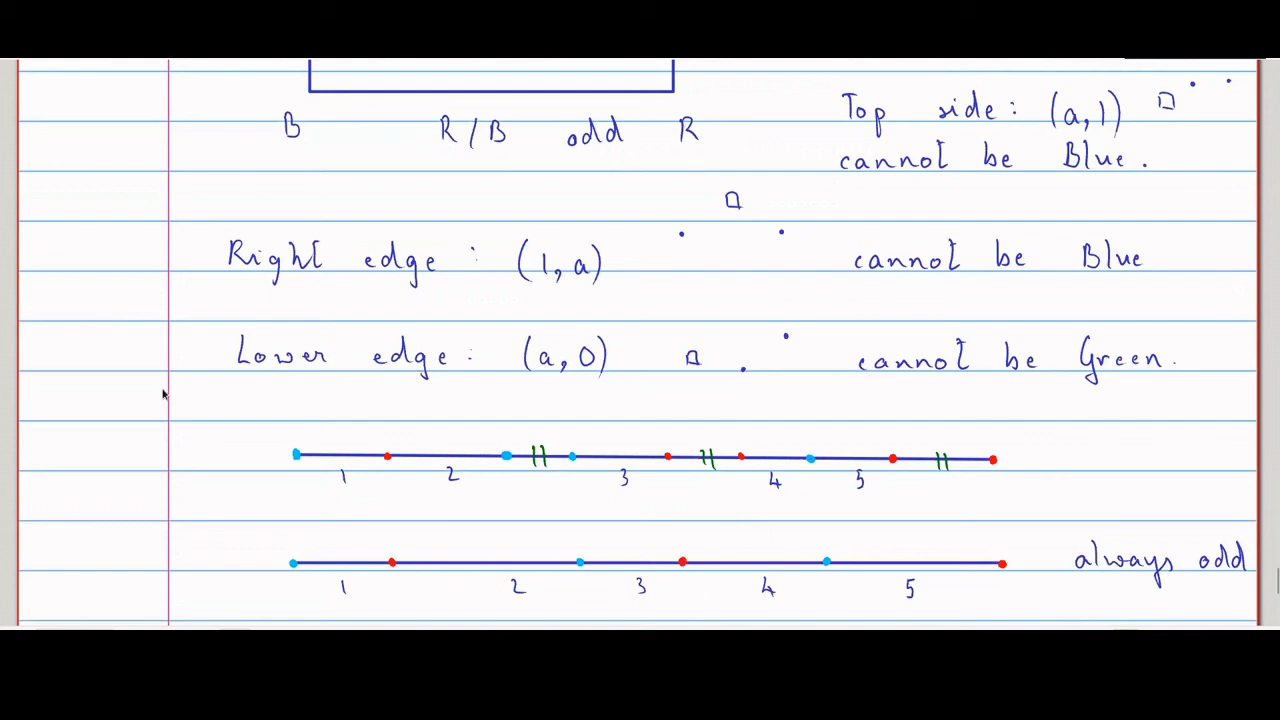 B R/B odd R
Top side: (a,1)
cannot be Blue.
Right edge: (1,a) cannot be Blue
Lower edge: (a,0) cannot be Green.
1 2 3 4 5
1 2 3 4 5 always odd